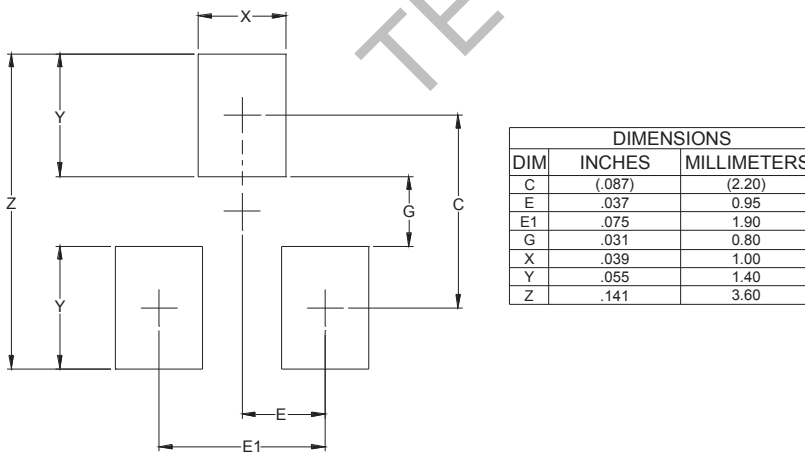 TE
X
Y
Z
G
C
Y
E
E1
DIMENSIONS
DIM INCHES MILLIMETERS
C (.087) (2.20)
E .037 0.95
E1 .075 1.90
G .031 0.80
X .039 1.00
Y .055 1.40
Z .141 3.60